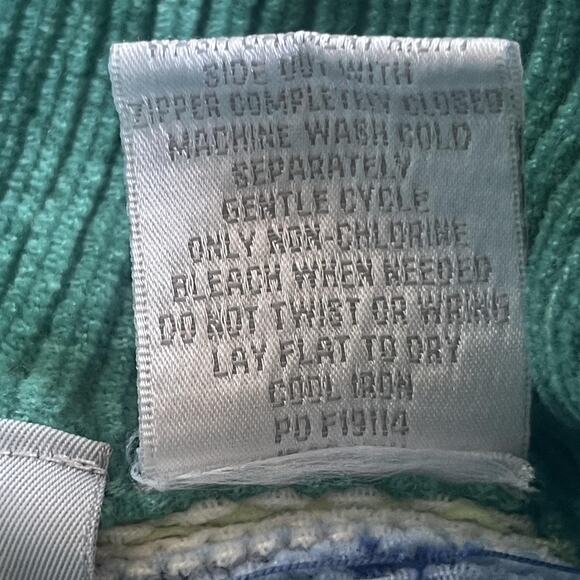 SIDE OUT WITH
ZIPPER COMPLETELY CLOSED
MACHINE WASH COLD
SEPARATELY
GENTLE CYCLE
ONLY NON-CHLORINE
BLEACH WHEN NEEDED
DO NOT TWIST OR WRING
LAY FLAT TO DRY
COOL IRON
PO F19114